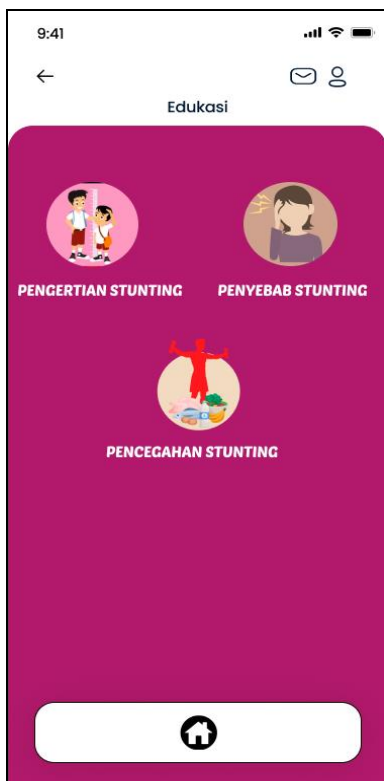 9:41
Edukasi
PENGERTIAN STUNTING
PENYEBAB STUNTING
PENCEGAHAN STUNTING